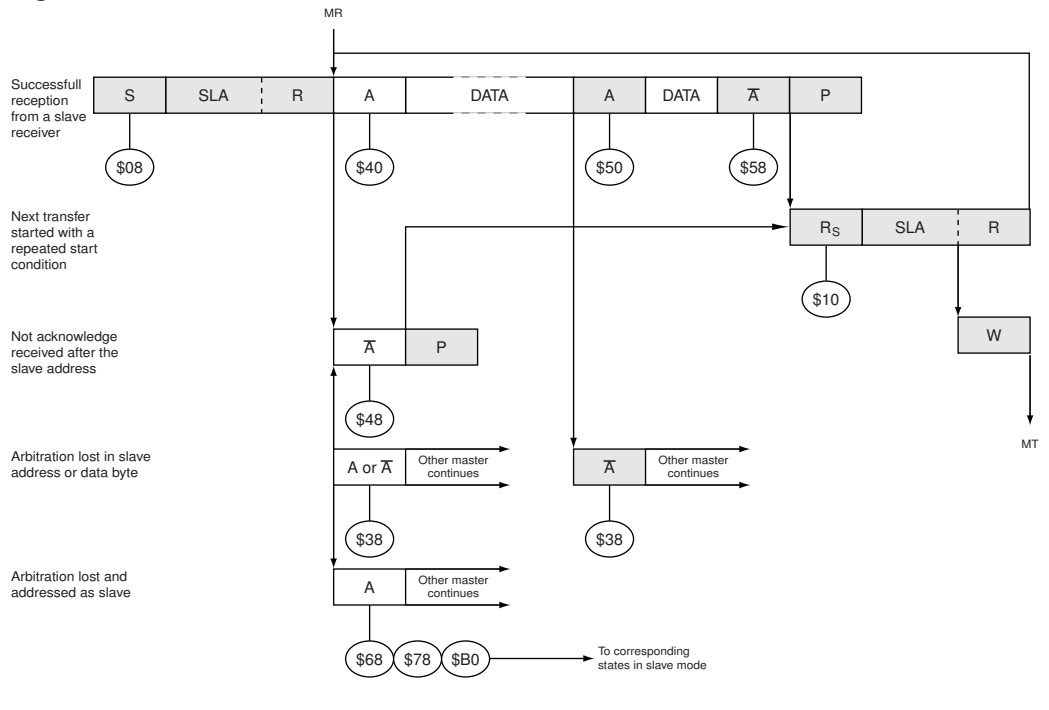 MR
Successfull
reception
from a slave
receiver
S SLA R A DATA A DATA A̅ P
$08 $40 $50 $58
Next transfer
started with a
repeated start
condition
RS SLA R
$10
Not acknowledge
received after the
slave address
A̅ P
W
$48
MT
Arbitration lost in slave
address or data byte
A or A̅
Other master
continues
A̅
Other master
continues
$38 $38
Arbitration lost and
addressed as slave
A
Other master
continues
$68 $78 $B0
To corresponding
states in slave mode